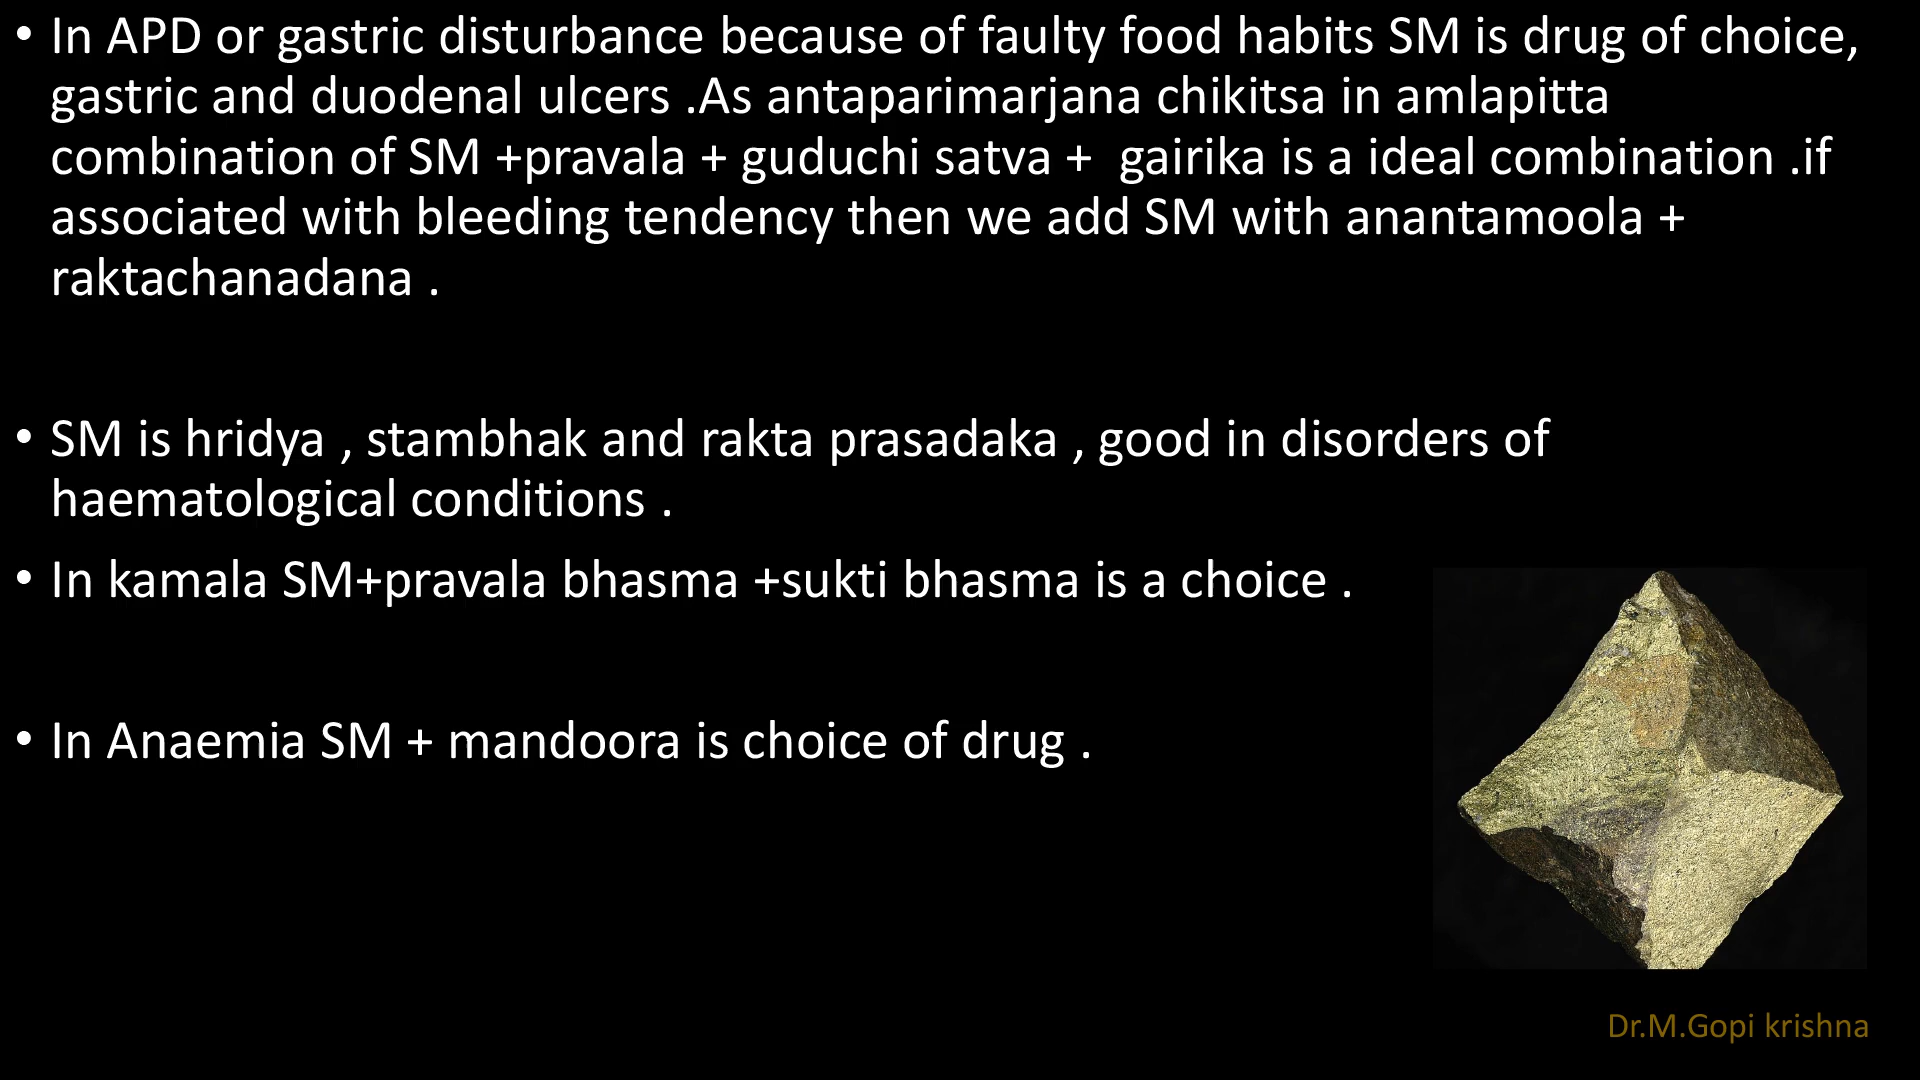 • In APD or gastric disturbance because of faulty food habits SM is drug of choice,
gastric and duodenal ulcers .As antaparimarjana chikitsa in amlapitta
combination of SM +pravala + guduchi satva +  gairika is a ideal combination .if
associated with bleeding tendency then we add SM with anantamoola +
raktachanadana .
• SM is hridya , stambhak and rakta prasadaka , good in disorders of
haematological conditions .
• In kamala SM+pravala bhasma +sukti bhasma is a choice .
• In Anaemia SM + mandoora is choice of drug .
Dr.M.Gopi krishna